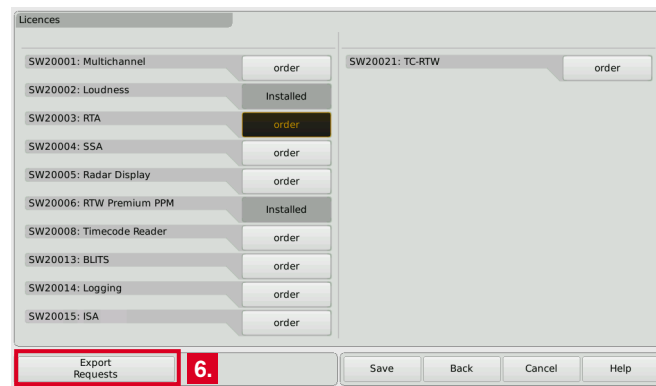 Licences
SW20001: Multichannel order
SW20002: Loudness Installed
SW20003: RTA order
SW20004: SSA order
SW20005: Radar Display order
SW20006: RTW Premium PPM Installed
SW20008: Timecode Reader order
SW20013: BLITS order
SW20014: Logging order
SW20015: ISA order
SW20021: TC-RTW order
Export
Requests
6.
Save Back Cancel Help